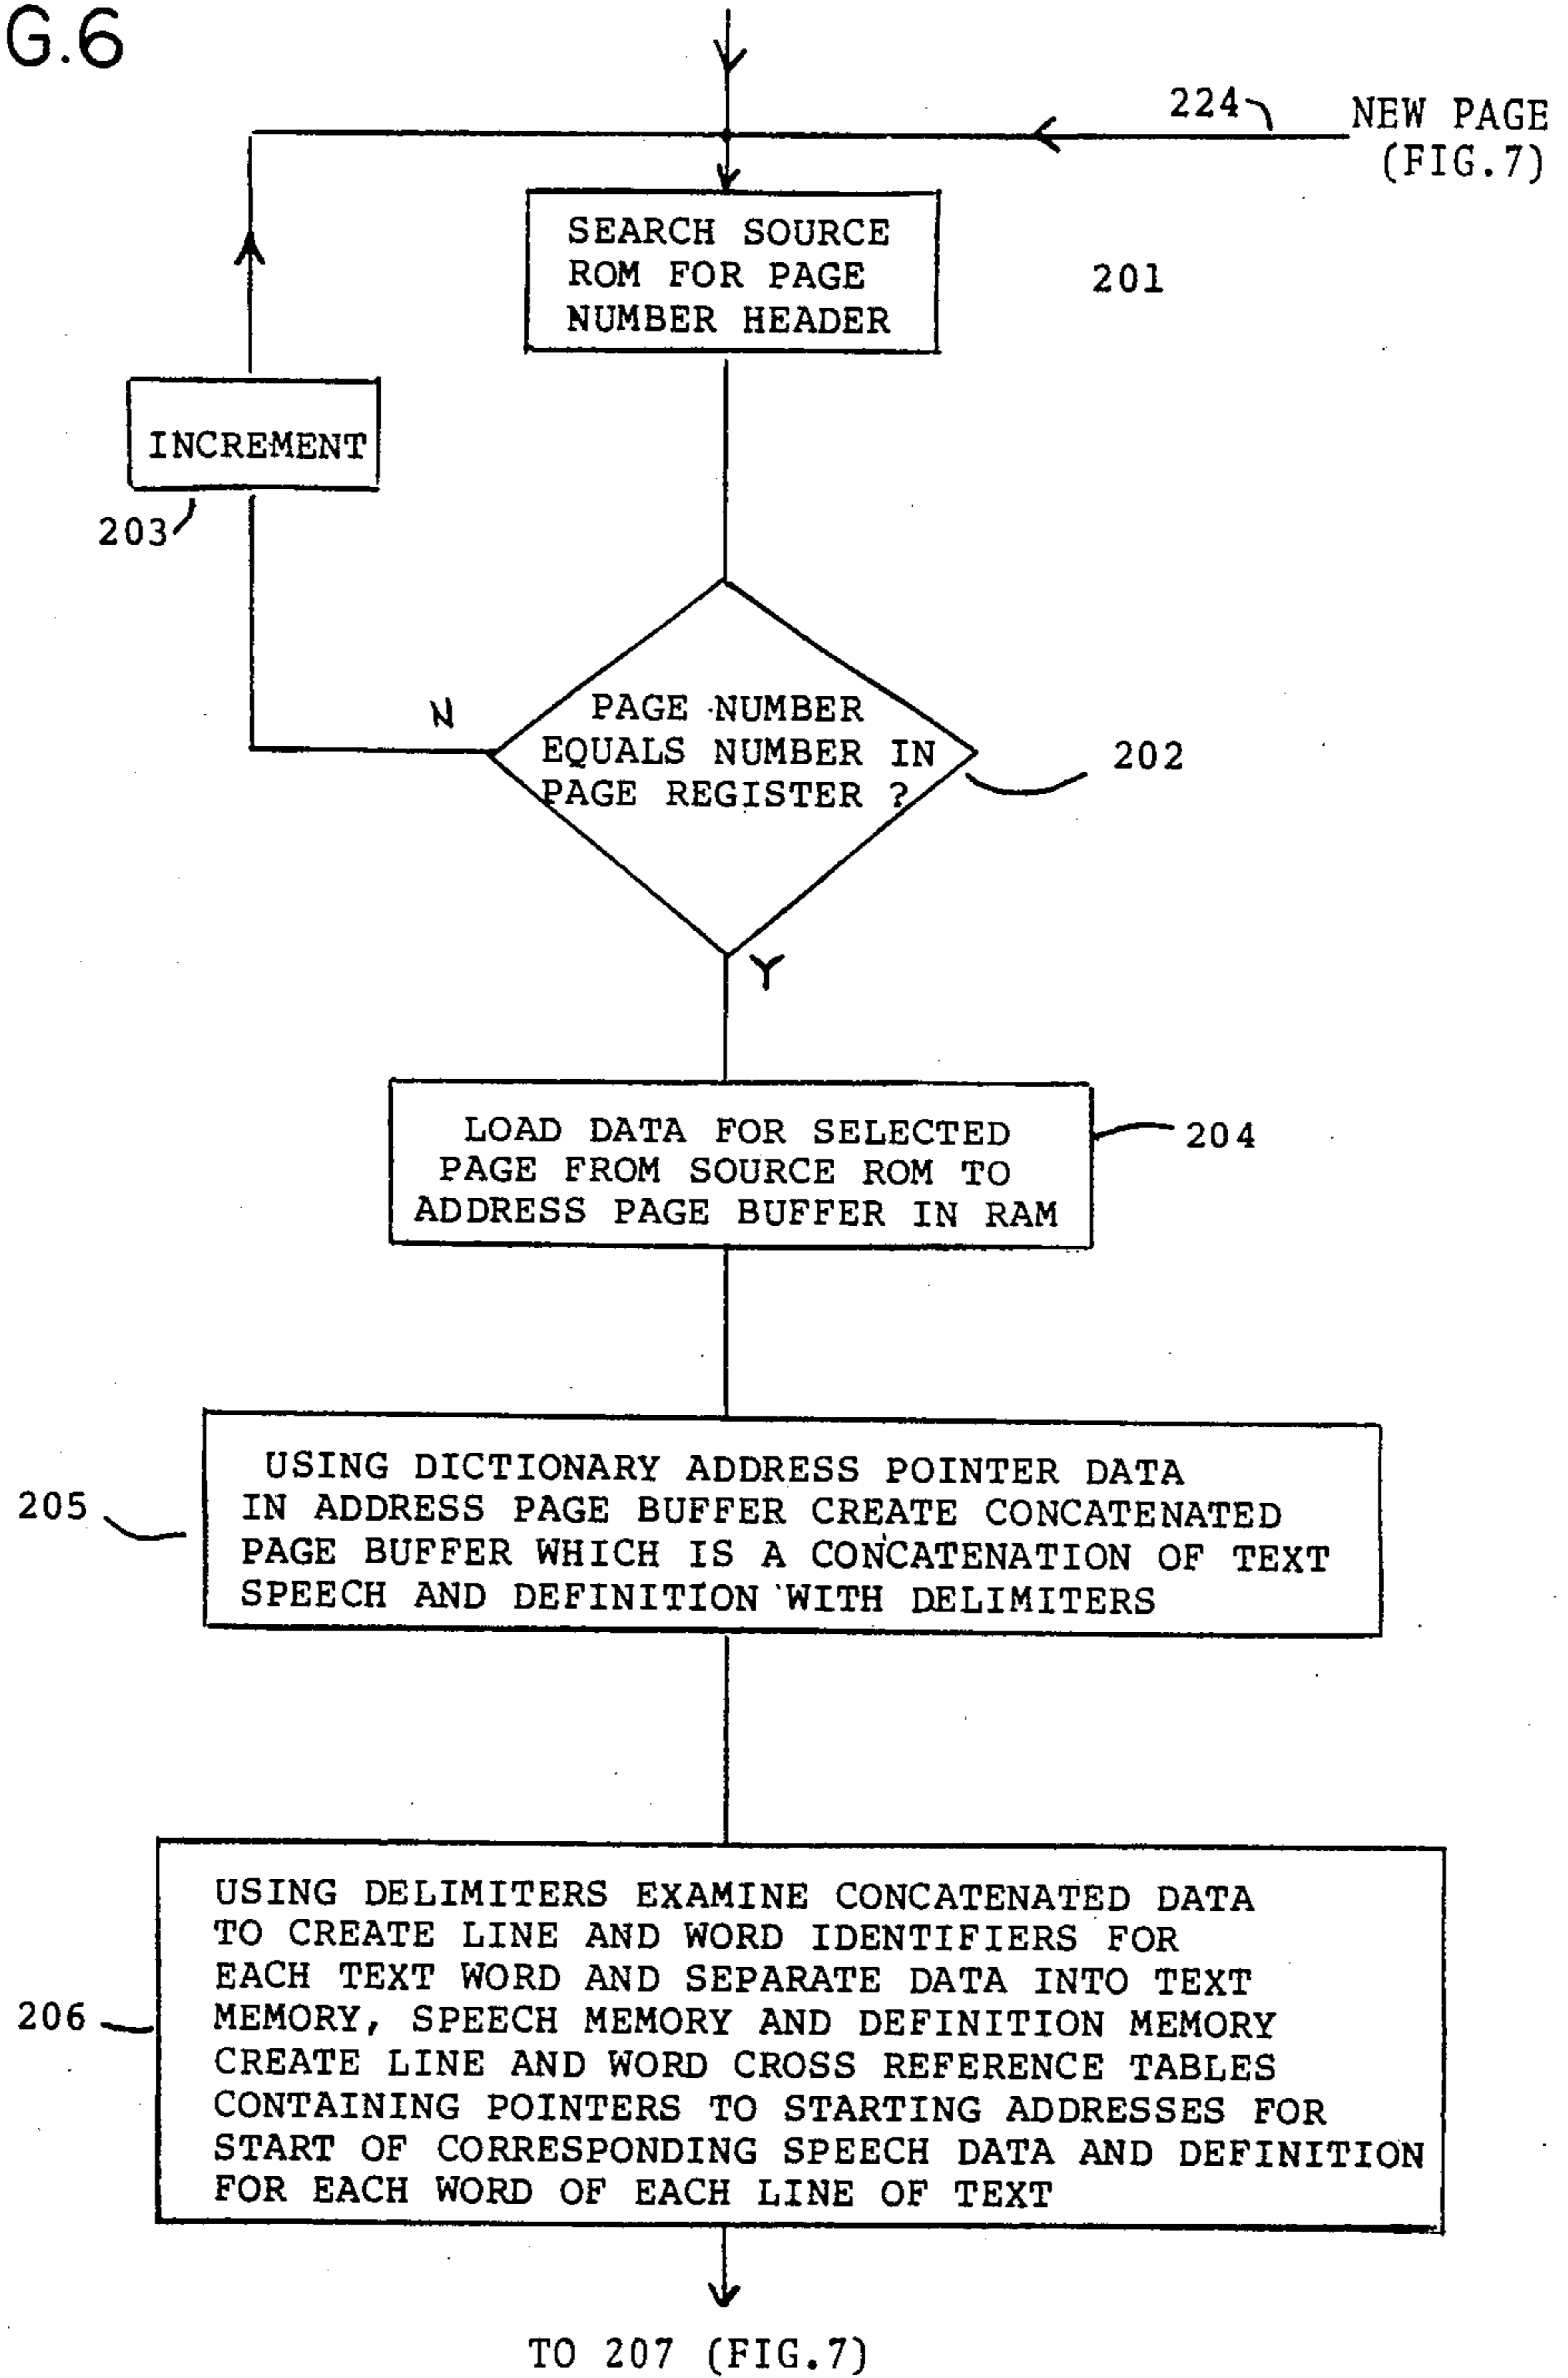 G.6
224
NEW PAGE
(FIG.7)
SEARCH SOURCE
ROM FOR PAGE
NUMBER HEADER
201
INCREMENT
203
N
PAGE NUMBER
EQUALS NUMBER IN
PAGE REGISTER ?
202
Y
LOAD DATA FOR SELECTED
PAGE FROM SOURCE ROM TO
ADDRESS PAGE BUFFER IN RAM
204
USING DICTIONARY ADDRESS POINTER DATA
IN ADDRESS PAGE BUFFER CREATE CONCATENATED
PAGE BUFFER WHICH IS A CONCATENATION OF TEXT
SPEECH AND DEFINITION WITH DELIMITERS
205
USING DELIMITERS EXAMINE CONCATENATED DATA
TO CREATE LINE AND WORD IDENTIFIERS FOR
EACH TEXT WORD AND SEPARATE DATA INTO TEXT
MEMORY, SPEECH MEMORY AND DEFINITION MEMORY
CREATE LINE AND WORD CROSS REFERENCE TABLES
CONTAINING POINTERS TO STARTING ADDRESSES FOR
START OF CORRESPONDING SPEECH DATA AND DEFINITION
FOR EACH WORD OF EACH LINE OF TEXT
206
TO 207 (FIG.7)